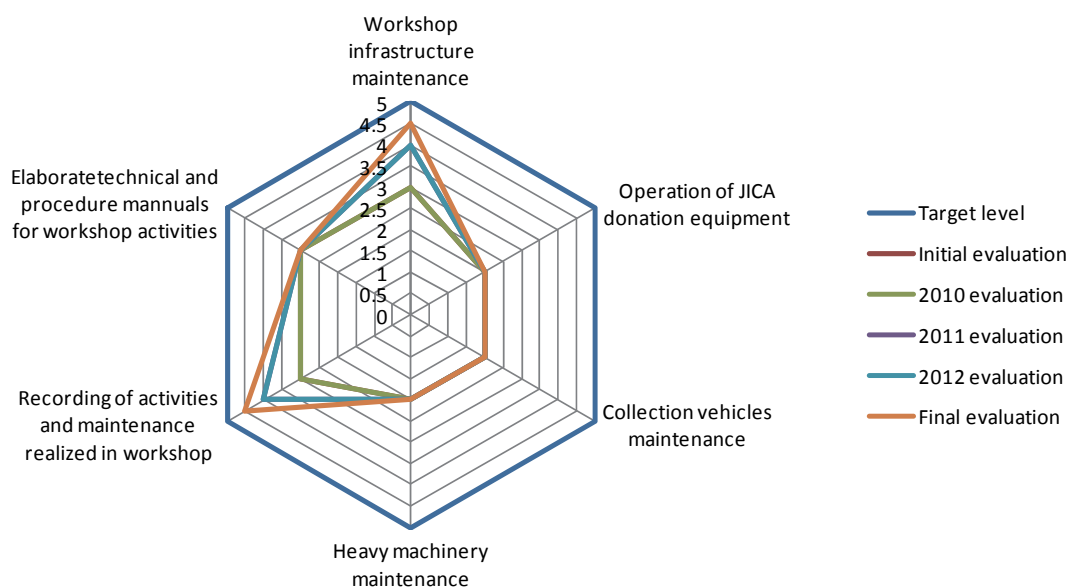 Workshop
infrastructure
maintenance
5
4.5
4
3.5
3
2.5
2
1.5
1
0.5
0
Operation of JICA
donation equipment
Collection vehicles
maintenance
Heavy machinery
maintenance
Recording of activities
and maintenance
realized in workshop
Elaboratetechnical and
procedure mannuals
for workshop activities
Target level
Initial evaluation
2010 evaluation
2011 evaluation
2012 evaluation
Final evaluation